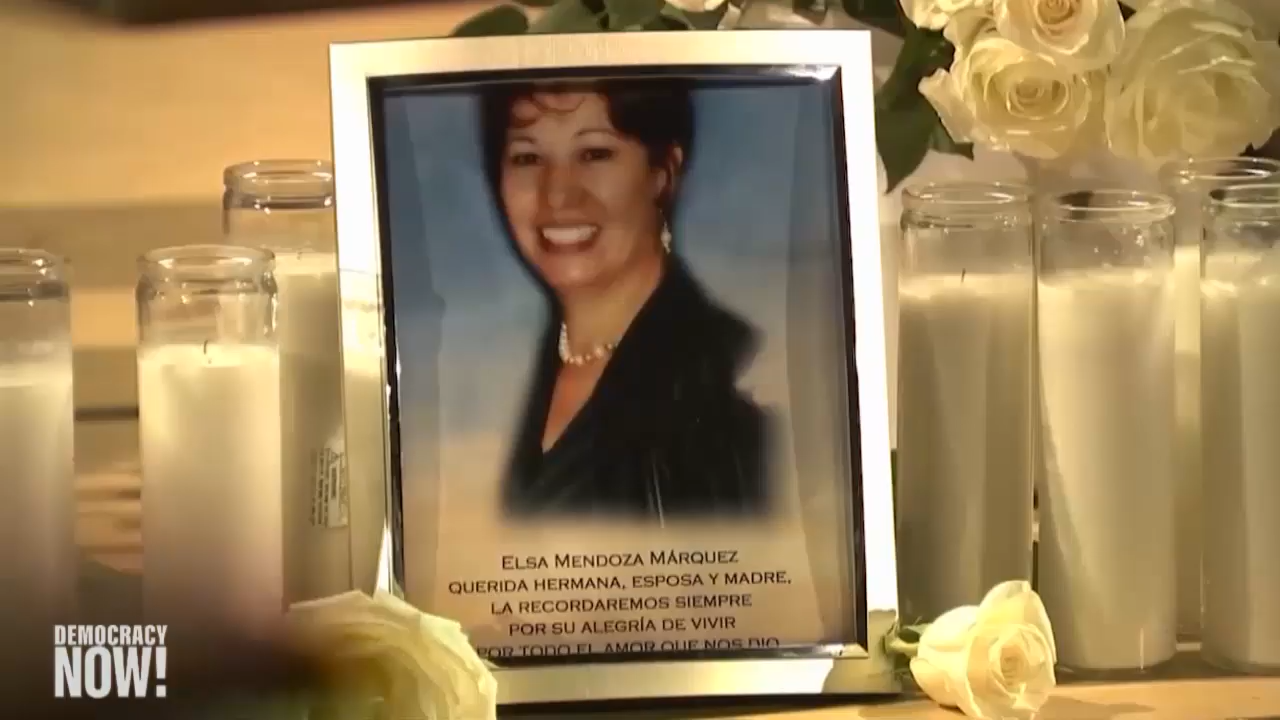 ELSA MENDOZA MÁRQUEZ
QUERIDA HERMANA, ESPOSA Y MADRE,
LA RECORDAREMOS SIEMPRE
POR SU ALEGRÍA DE VIVIR
POR TODO EL AMOR QUE NOS DIO
DEMOCRACY
NOW!